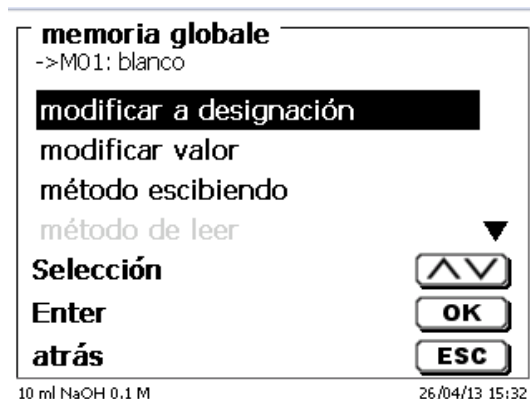 memoria globale
->M01: blanco
modificar a designación
modificar valor
método escibiendo
método de leer
Selección
Enter OK
atrás ESC
10 ml NaOH 0.1 M 26/04/13 15:32